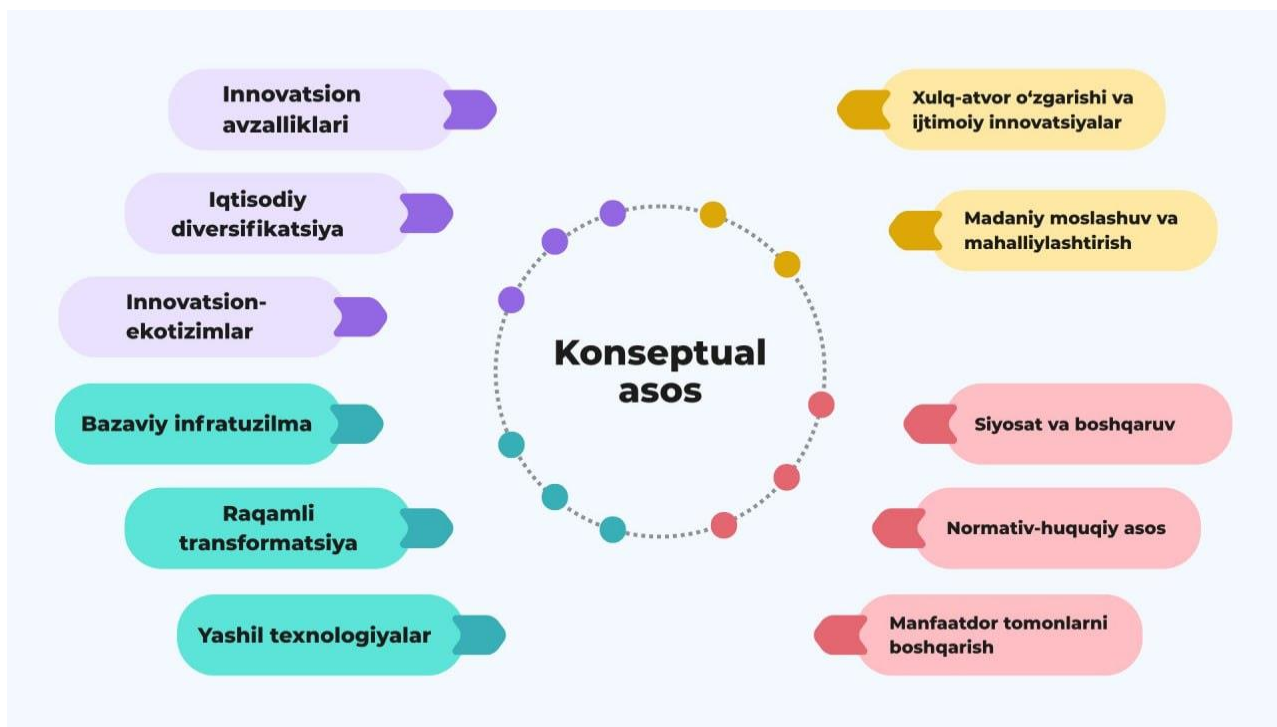 Innovatsion
avzalliklari
Iqtisodiy
diversifikatsiya
Innovatsion-
ekotizimlar
Bazaviy infratuzilma
Raqamli
transformatsiya
Yashil texnologiyalar
Konseptual
asos
Xulq-atvor o‘zgarishi va
ijtimoiy innovatsiyalar
Madaniy moslashuv va
mahalliylashtirish
Siyosat va boshqaruv
Normativ-huquqiy asos
Manfaatdor tomonlarni
boshqarish